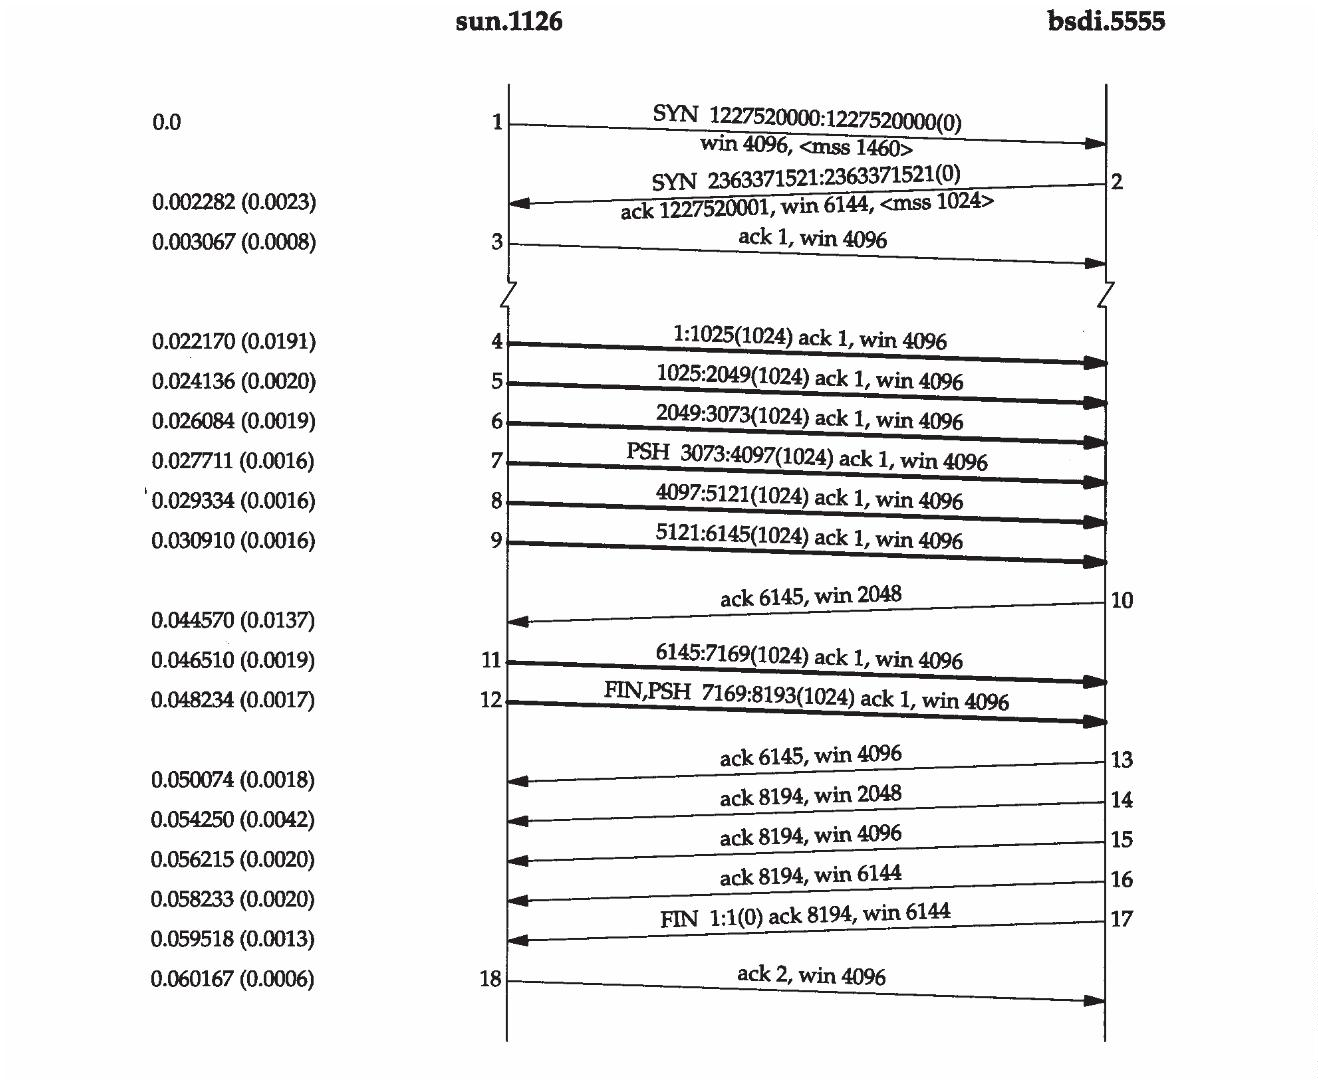 sun.1126 bsdi.5555
0.0 1 SYN 1227520000:1227520000(0)
win 4096, <mss 1460>
SYN 2363371521:2363371521(0) 2
0.002282 (0.0023) ack 1227520001, win 6144, <mss 1024>
0.003067 (0.0008) 3 ack 1, win 4096
0.022170 (0.0191) 4 1:1025(1024) ack 1, win 4096
0.024136 (0.0020) 5 1025:2049(1024) ack 1, win 4096
0.026084 (0.0019) 6 2049:3073(1024) ack 1, win 4096
0.027711 (0.0016) 7 PSH 3073:4097(1024) ack 1, win 4096
0.029334 (0.0016) 8 4097:5121(1024) ack 1, win 4096
0.030910 (0.0016) 9 5121:6145(1024) ack 1, win 4096
ack 6145, win 2048 10
0.044570 (0.0137)
0.046510 (0.0019) 11 6145:7169(1024) ack 1, win 4096
0.048234 (0.0017) 12 FIN,PSH 7169:8193(1024) ack 1, win 4096
ack 6145, win 4096 13
0.050074 (0.0018)
ack 8194, win 2048 14
0.054250 (0.0042)
ack 8194, win 4096 15
0.056215 (0.0020)
ack 8194, win 6144 16
0.058233 (0.0020)
FIN 1:1(0) ack 8194, win 6144 17
0.059518 (0.0013)
0.060167 (0.0006) 18 ack 2, win 4096